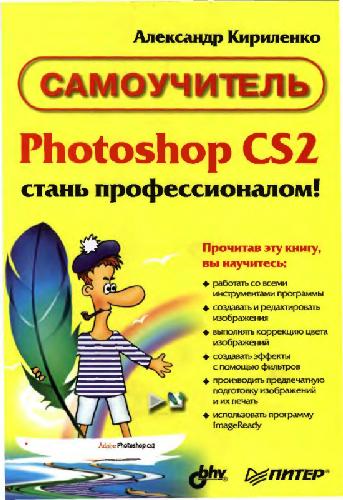 Александр Кириленко
САМОУЧИТЕЛЬ
Photoshop CS2
стань профессионалом!
Прочитав эту книгу,
вы научитесь:
работать со всеми
инструментами программы
создавать и редактировать
изображения
выполнять коррекцию цвета
изображений
создавать эффекты
с помощью фильтров
производить предпечатную
подготовку изображений
и их печать
использовать программу
ImageReady
Adobe Photoshop cs2
bhv
ПИТЕР